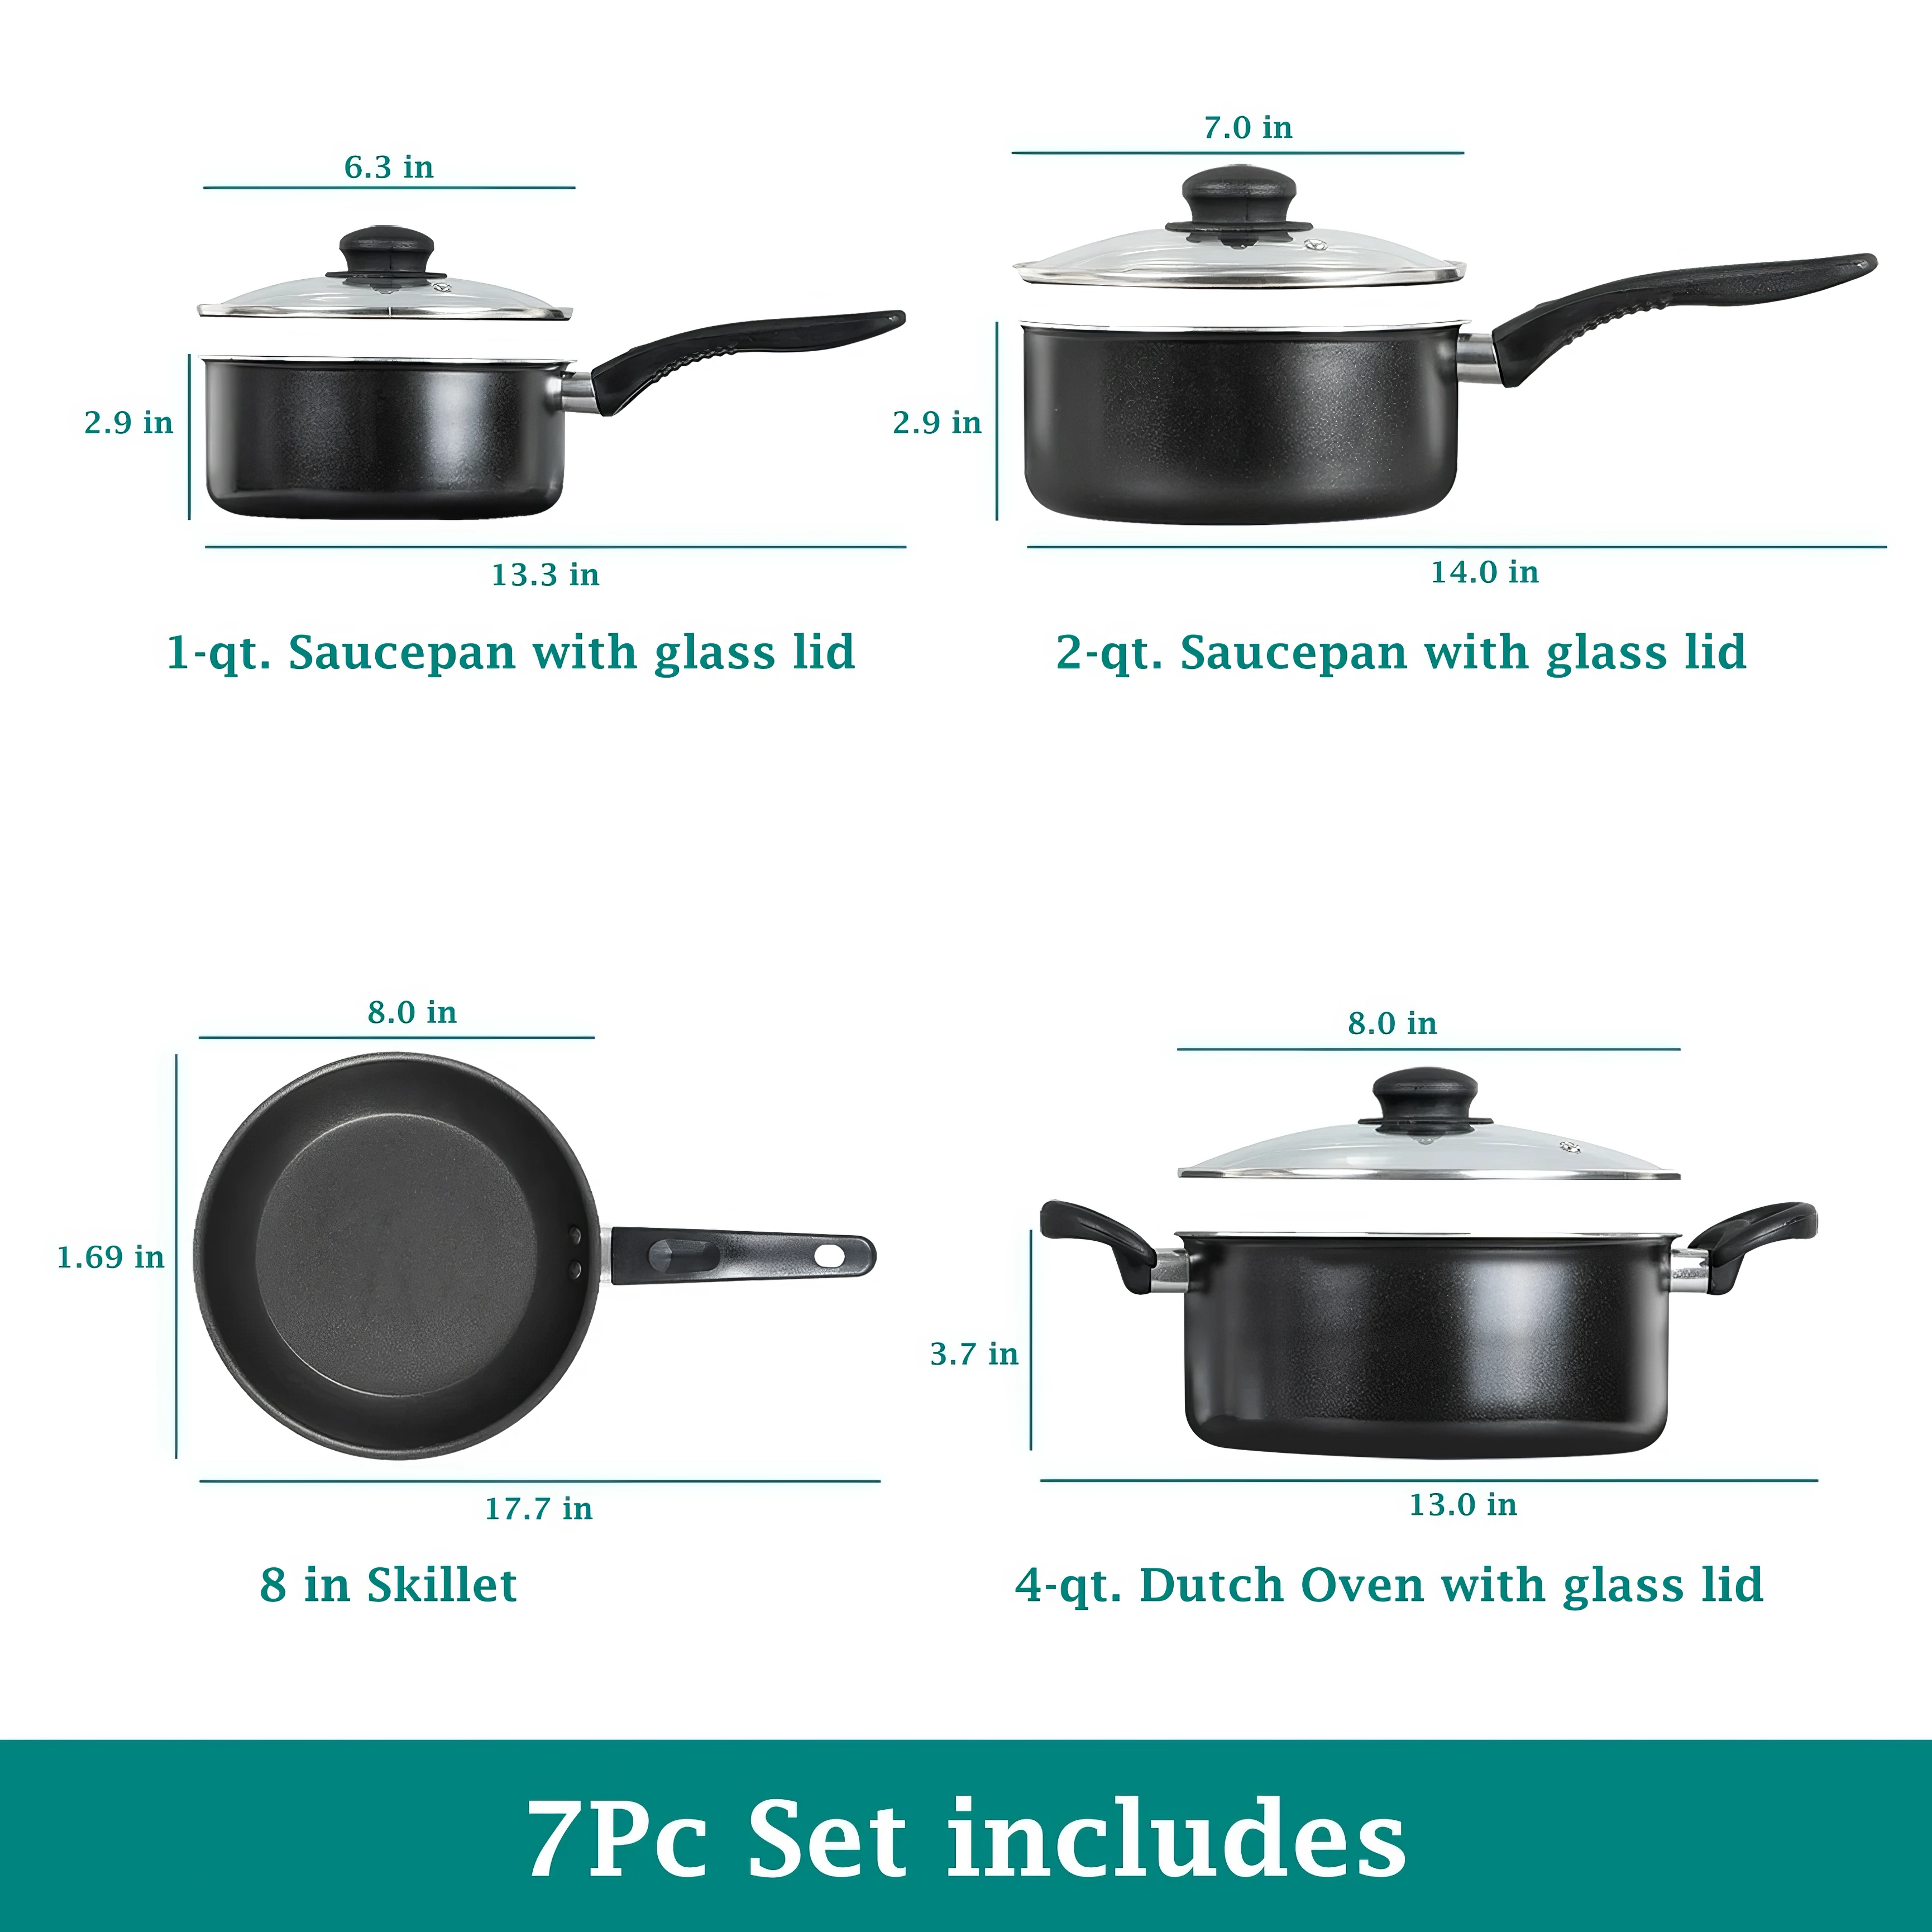 6.3 in
2.9 in
13.3 in
1-qt. Saucepan with glass lid
7.0 in
2.9 in
14.0 in
2-qt. Saucepan with glass lid
8.0 in
1.69 in
17.7 in
8 in Skillet
8.0 in
3.7 in
13.0 in
4-qt. Dutch Oven with glass lid
7Pc Set includes